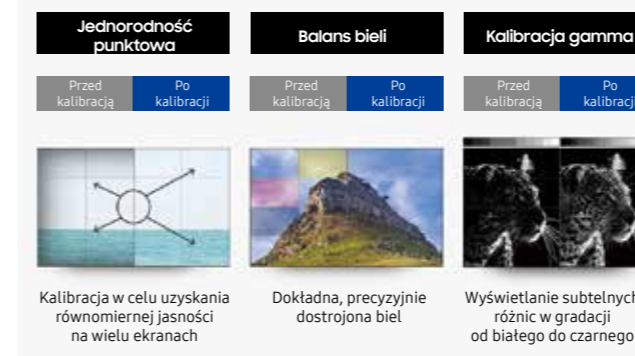 Jednorodność
punktowa
Przed
kalibracją
Po
kalibracji
Kalibracja w celu uzyskania
równomiernej jasności
na wielu ekranach
Balans bieli
Przed
kalibracją
Po
kalibracji
Dokładna, precyzyjnie
dostrojona biel
Kalibracja gamma
Przed
kalibracją
Po
kalibracji
Wyświetlanie subtelnych
różnic w gradacji
od białego do czarnego